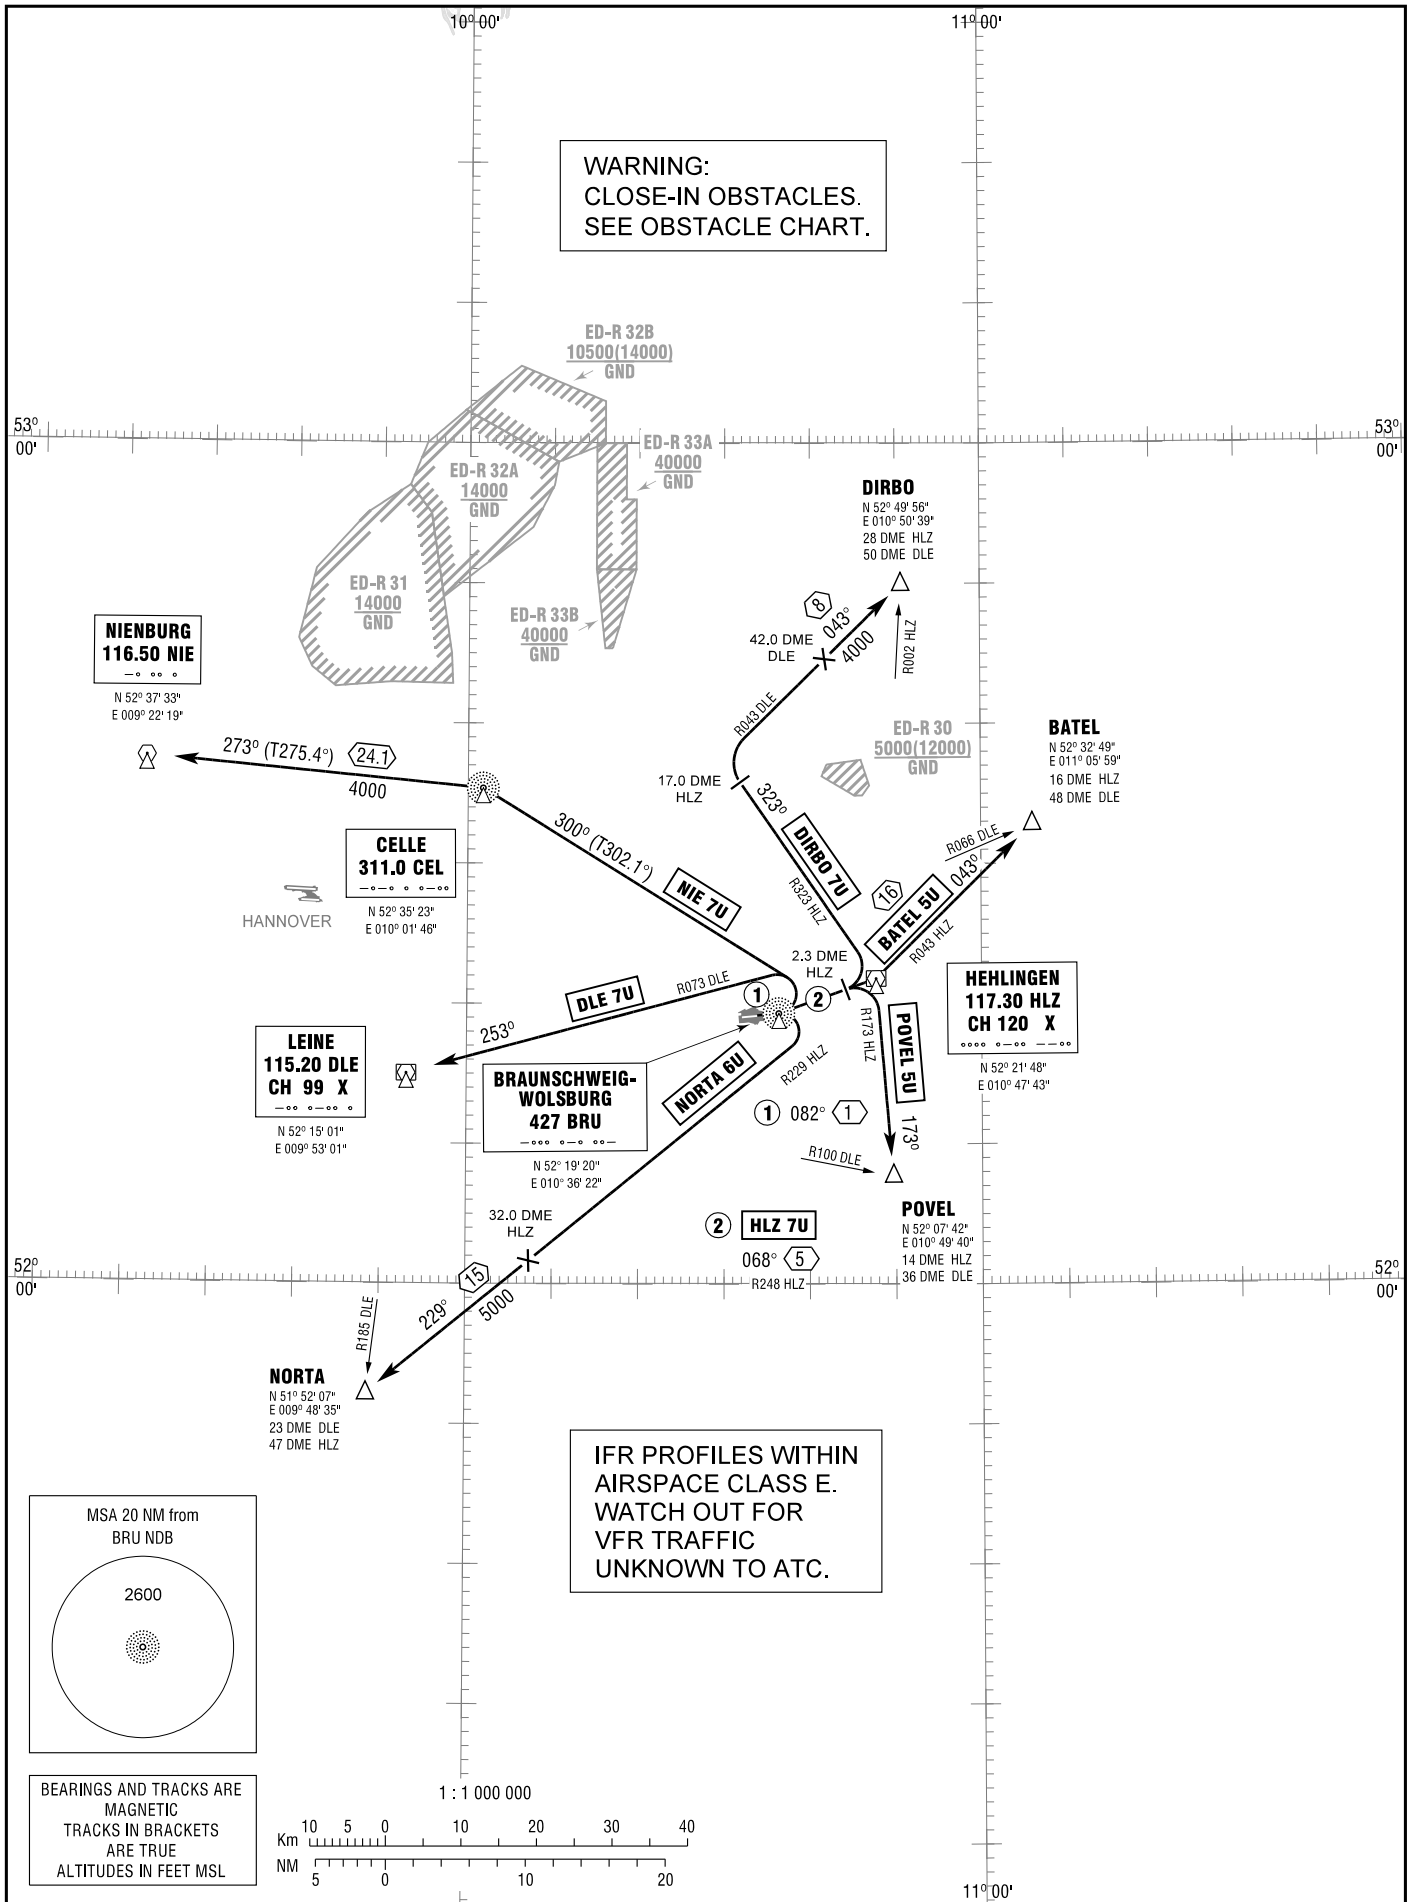 10° 00'
11° 00'
WARNING:
CLOSE-IN OBSTACLES.
SEE OBSTACLE CHART.
ED-R 32B
10500(14000)
GND
53°
00'
53°
00'
ED-R 33A
40000
GND
ED-R 32A
14000
GND
DIRBO
N 52° 49' 56"
E 010° 50' 39"
28 DME HLZ
50 DME DLE
ED-R 31
14000
GND
ED-R 33B
40000
GND
8
043°
4000
42.0 DME
DLE
R002 HLZ
NIENBURG
116.50 NIE
N 52° 37' 33"
E 009° 22' 19"
R043 DLE
ED-R 30
5000(12000)
GND
BATEL
N 52° 32' 49"
E 011° 05' 59"
16 DME HLZ
48 DME DLE
273° (T275.4°)
24.1
4000
17.0 DME
HLZ
323°
CELLE
311.0 CEL
N 52° 35' 23"
E 010° 01' 46"
300° (T302.1°)
DIRBO 7U
R323 HLZ
R066 DLE
043°
16
BATEL 5U
R043 HLZ
HANNOVER
NIE 7U
2.3 DME
HLZ
HEHLINGEN
117.30 HLZ
CH 120 X
N 52° 21' 48"
E 010° 47' 43"
DLE 7U
R073 DLE
253°
1
2
R173 HLZ
POVEL 5U
173°
LEINE
115.20 DLE
CH 99 X
N 52° 15' 01"
E 009° 53' 01"
BRAUNSCHWEIG-
WOLSBURG
427 BRU
N 52° 19' 20"
E 010° 36' 22"
NORTA 6U
R229 HLZ
1 082° 1
R100 DLE
POVEL
N 52° 07' 42"
E 010° 49' 40"
14 DME HLZ
36 DME DLE
2 HLZ 7U
068° 5
R248 HLZ
32.0 DME
HLZ
52°
00'
52°
00'
15
229°
5000
R185 DLE
NORTA
N 51° 52' 07"
E 009° 48' 35"
23 DME DLE
47 DME HLZ
IFR PROFILES WITHIN
AIRSPACE CLASS E.
WATCH OUT FOR
VFR TRAFFIC
UNKNOWN TO ATC.
MSA 20 NM from
BRU NDB
2600
BEARINGS AND TRACKS ARE
MAGNETIC
TRACKS IN BRACKETS
ARE TRUE
ALTITUDES IN FEET MSL
1 : 1 000 000
Km 10 5 0 10 20 30 40
NM 5 0 10 20
11° 00'